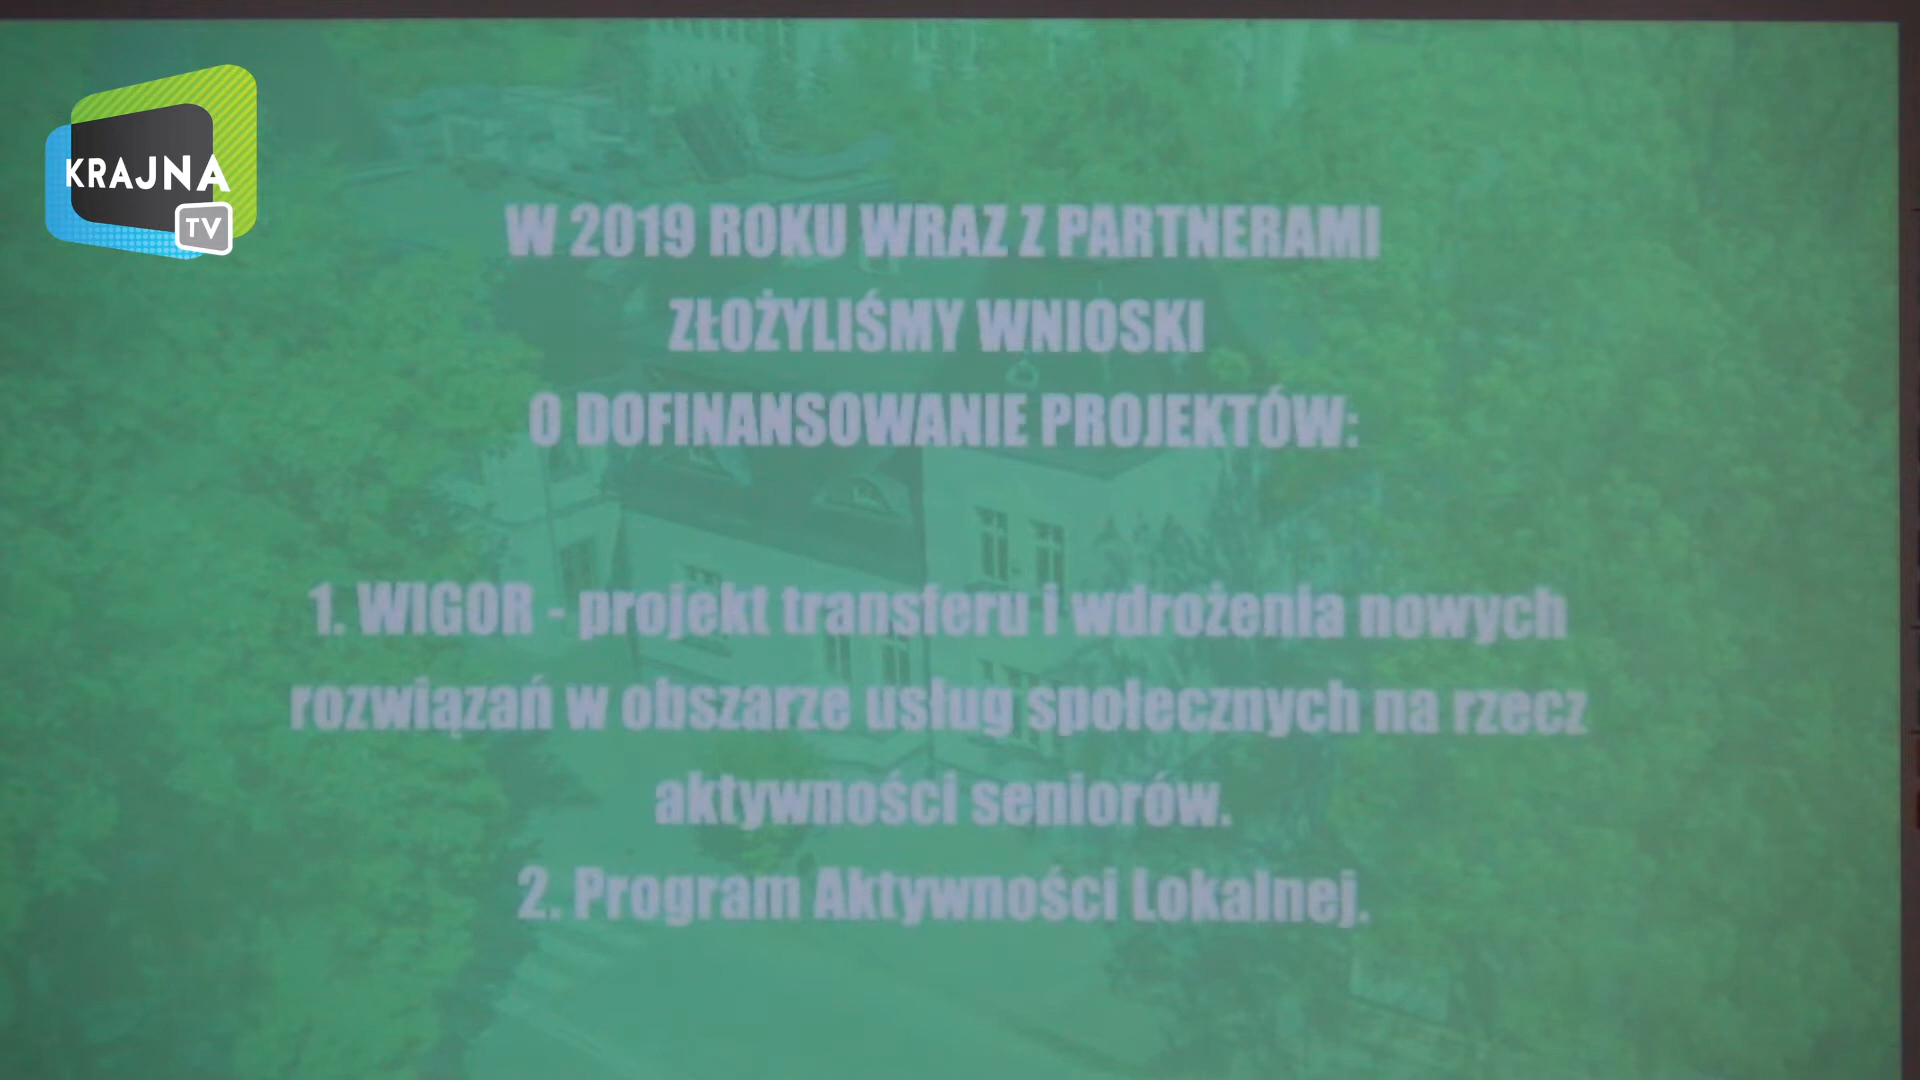 KRAJNA
TV
W 2019 ROKU WRAZ Z PARTNERAMI
ZŁOŻYLIŚMY WNIOSKI
O DOFINANSOWANIE PROJEKTÓW:
1. WIGOR - projekt transferu i wdrożenia nowych
rozwiązań w obszarze usług społecznych na rzecz
aktywności seniorów.
2. Program Aktywności Lokalnej.